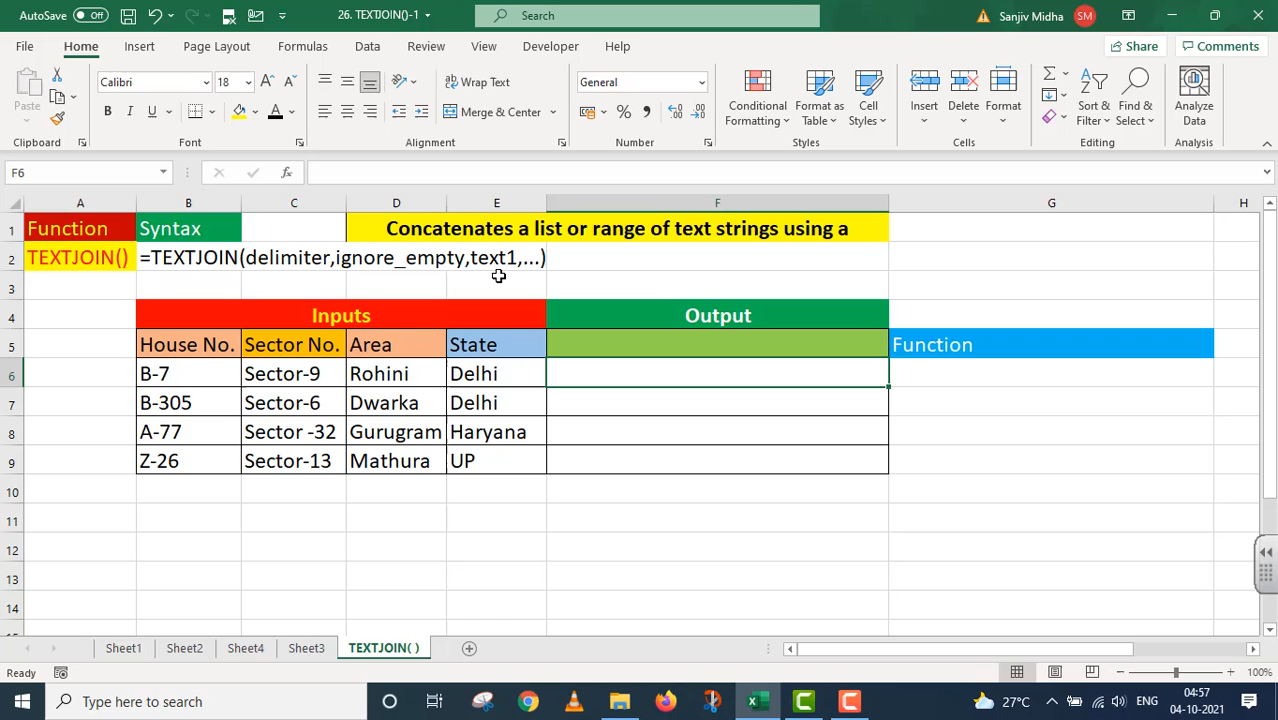 AutoSave Off 26. TEXTJOIN()-1 Search Sanjiv Midha SM
File Home Insert Page Layout Formulas Data Review View Developer Help Share Comments
Paste Calibri 18 A A Wrap Text General Conditional Formatting Format as Table Cell Styles Insert Delete Format Sort & Filter Find & Select Analyze Data
B I U A Merge & Center %
Clipboard Font Alignment Number Styles Cells Editing Analysis
F6 fx
A B C D E F G H
1 Function Syntax Concatenates a list or range of text strings using a
2 TEXTJOIN() =TEXTJOIN(delimiter,ignore_empty,text1,...)
3
4 Inputs Output
5 House No. Sector No. Area State Function
6 B-7 Sector-9 Rohini Delhi
7 B-305 Sector-6 Dwarka Delhi
8 A-77 Sector -32 Gurugram Haryana
9 Z-26 Sector-13 Mathura UP
10
11
12
13
14
15
Sheet1 Sheet2 Sheet4 Sheet3 TEXTJOIN( )
Ready 100%
Type here to search 27°C ENG 04:57
04-10-2021